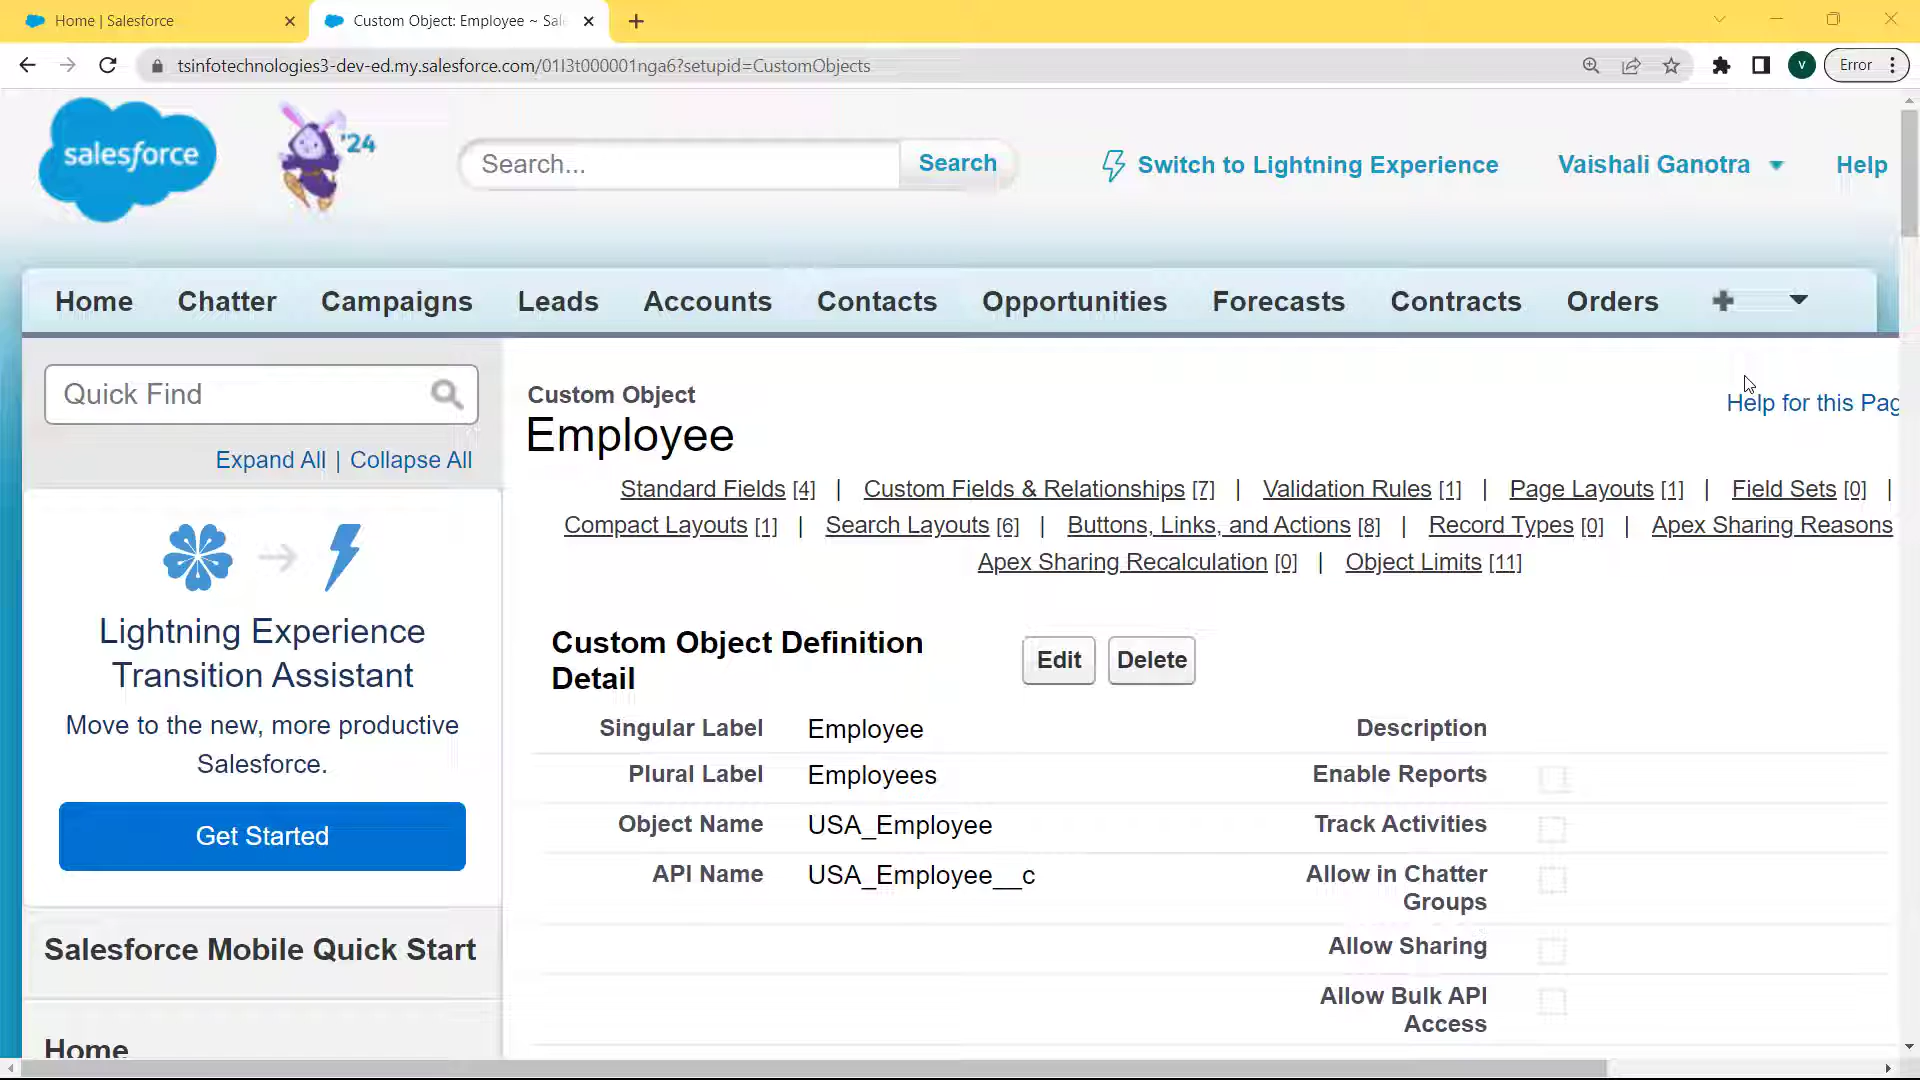 Home | Salesforce
Custom Object: Employee ~ Sal
tsinfotechnologies3-dev-ed.my.salesforce.com/01I3t000001nga6?setupid=CustomObjects
V
Error
salesforce
'24
Search...
Search
Switch to Lightning Experience
Vaishali Ganotra
Help
Home
Chatter
Campaigns
Leads
Accounts
Contacts
Opportunities
Forecasts
Contracts
Orders
Quick Find
Expand All | Collapse All
Lightning Experience
Transition Assistant
Move to the new, more productive
Salesforce.
Get Started
Salesforce Mobile Quick Start
Home
Custom Object
Employee
Help for this Pag
Standard Fields [4] | Custom Fields & Relationships [7] | Validation Rules [1] | Page Layouts [1] | Field Sets [0] |
Compact Layouts [1] | Search Layouts [6] | Buttons, Links, and Actions [8] | Record Types [0] | Apex Sharing Reasons
Apex Sharing Recalculation [0] | Object Limits [11]
Custom Object Definition
Detail
Edit
Delete
Singular Label Employee Description
Plural Label Employees Enable Reports
Object Name USA_Employee Track Activities
API Name USA_Employee__c Allow in Chatter
Groups
Allow Sharing
Allow Bulk API
Access